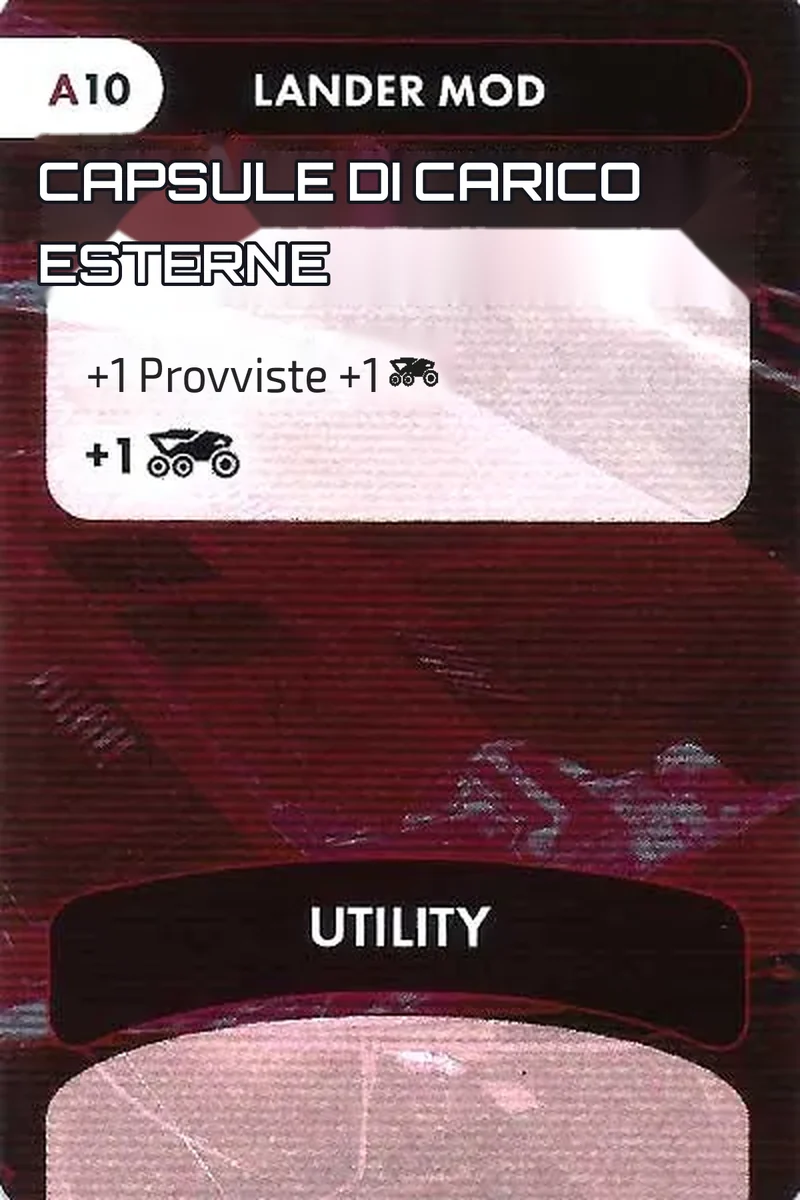 A10
LANDER MOD
CAPSULE DI CARICO
ESTERNE
+1 Provviste +1
+1
UTILITY